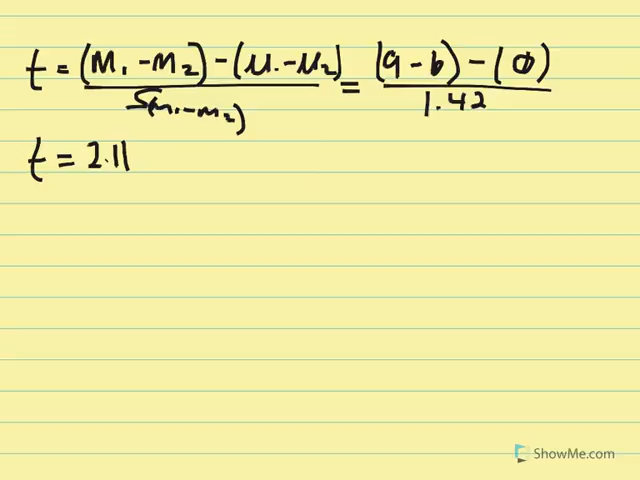 t = (M₁ - M₂) - (μ₁ - μ₂) / S(M₁ - M₂) = (9 - 6) - (0) / 1.42
t = 2.11
ShowMe.com